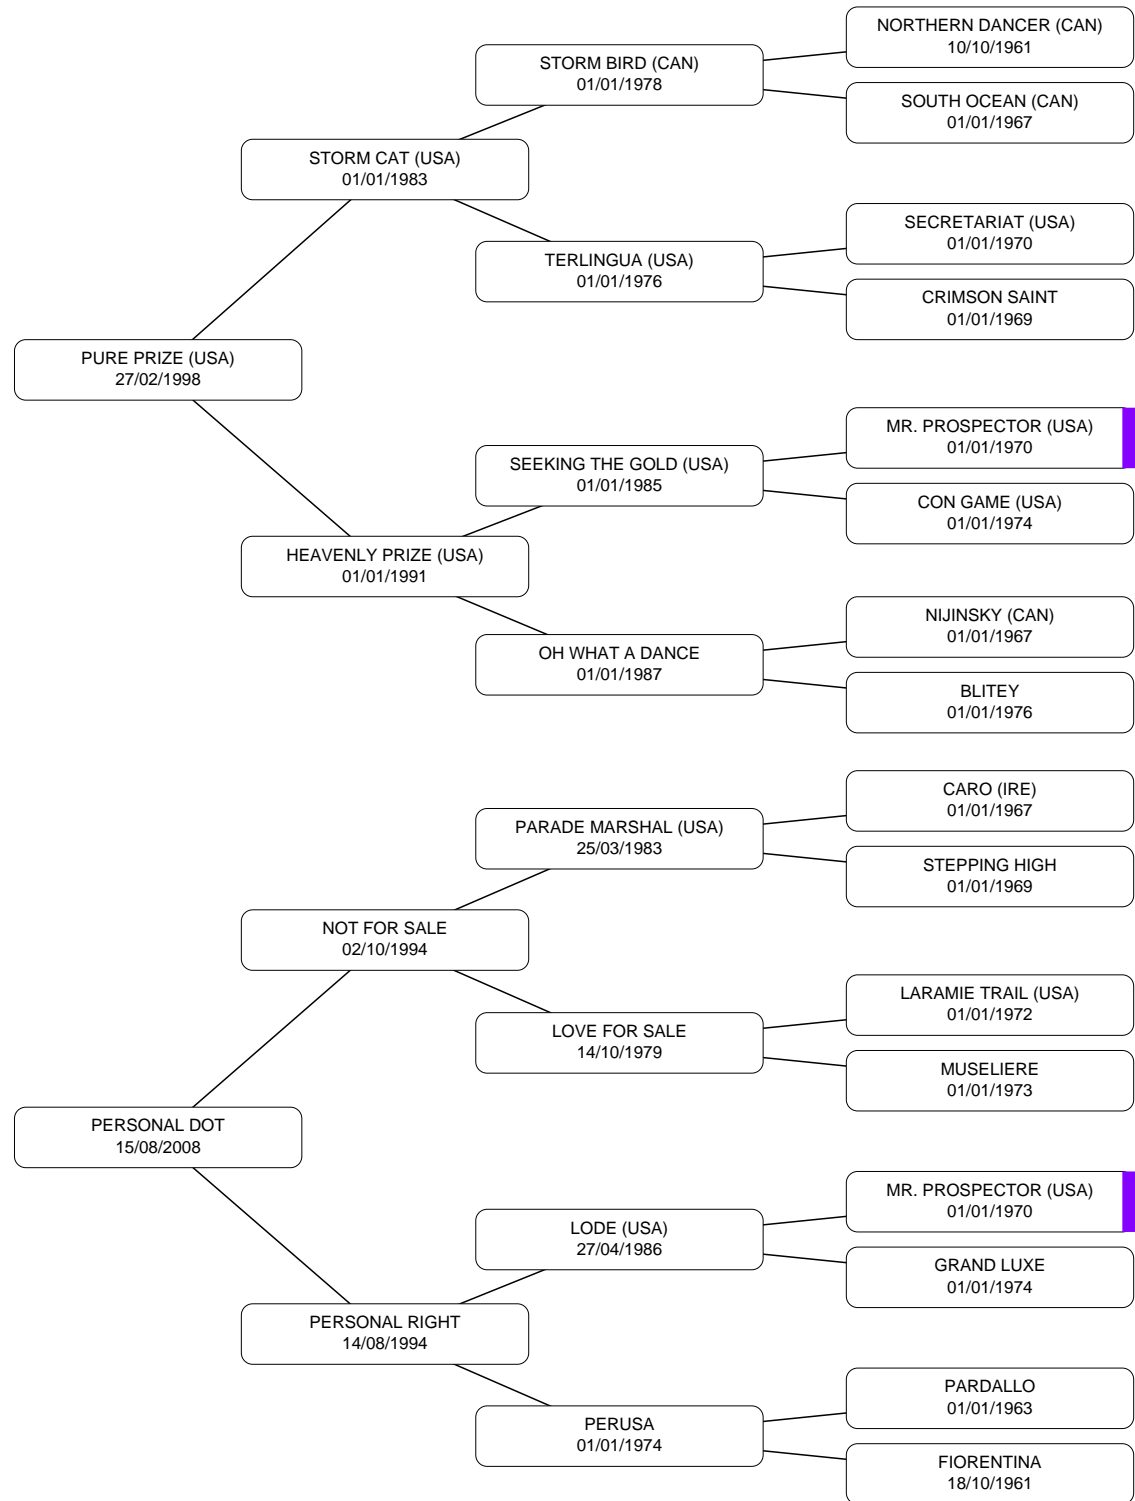 NORTHERN DANCER (CAN)
10/10/1961
STORM BIRD (CAN)
01/01/1978
SOUTH OCEAN (CAN)
01/01/1967
STORM CAT (USA)
01/01/1983
SECRETARIAT (USA)
01/01/1970
TERLINGUA (USA)
01/01/1976
CRIMSON SAINT
01/01/1969
PURE PRIZE (USA)
27/02/1998
MR. PROSPECTOR (USA)
01/01/1970
SEEKING THE GOLD (USA)
01/01/1985
CON GAME (USA)
01/01/1974
HEAVENLY PRIZE (USA)
01/01/1991
NIJINSKY (CAN)
01/01/1967
OH WHAT A DANCE
01/01/1987
BLITEY
01/01/1976
CARO (IRE)
01/01/1967
PARADE MARSHAL (USA)
25/03/1983
STEPPING HIGH
01/01/1969
NOT FOR SALE
02/10/1994
LARAMIE TRAIL (USA)
01/01/1972
LOVE FOR SALE
14/10/1979
MUSELIERE
01/01/1973
PERSONAL DOT
15/08/2008
MR. PROSPECTOR (USA)
01/01/1970
LODE (USA)
27/04/1986
GRAND LUXE
01/01/1974
PERSONAL RIGHT
14/08/1994
PARDALLO
01/01/1963
PERUSA
01/01/1974
FIORENTINA
18/10/1961